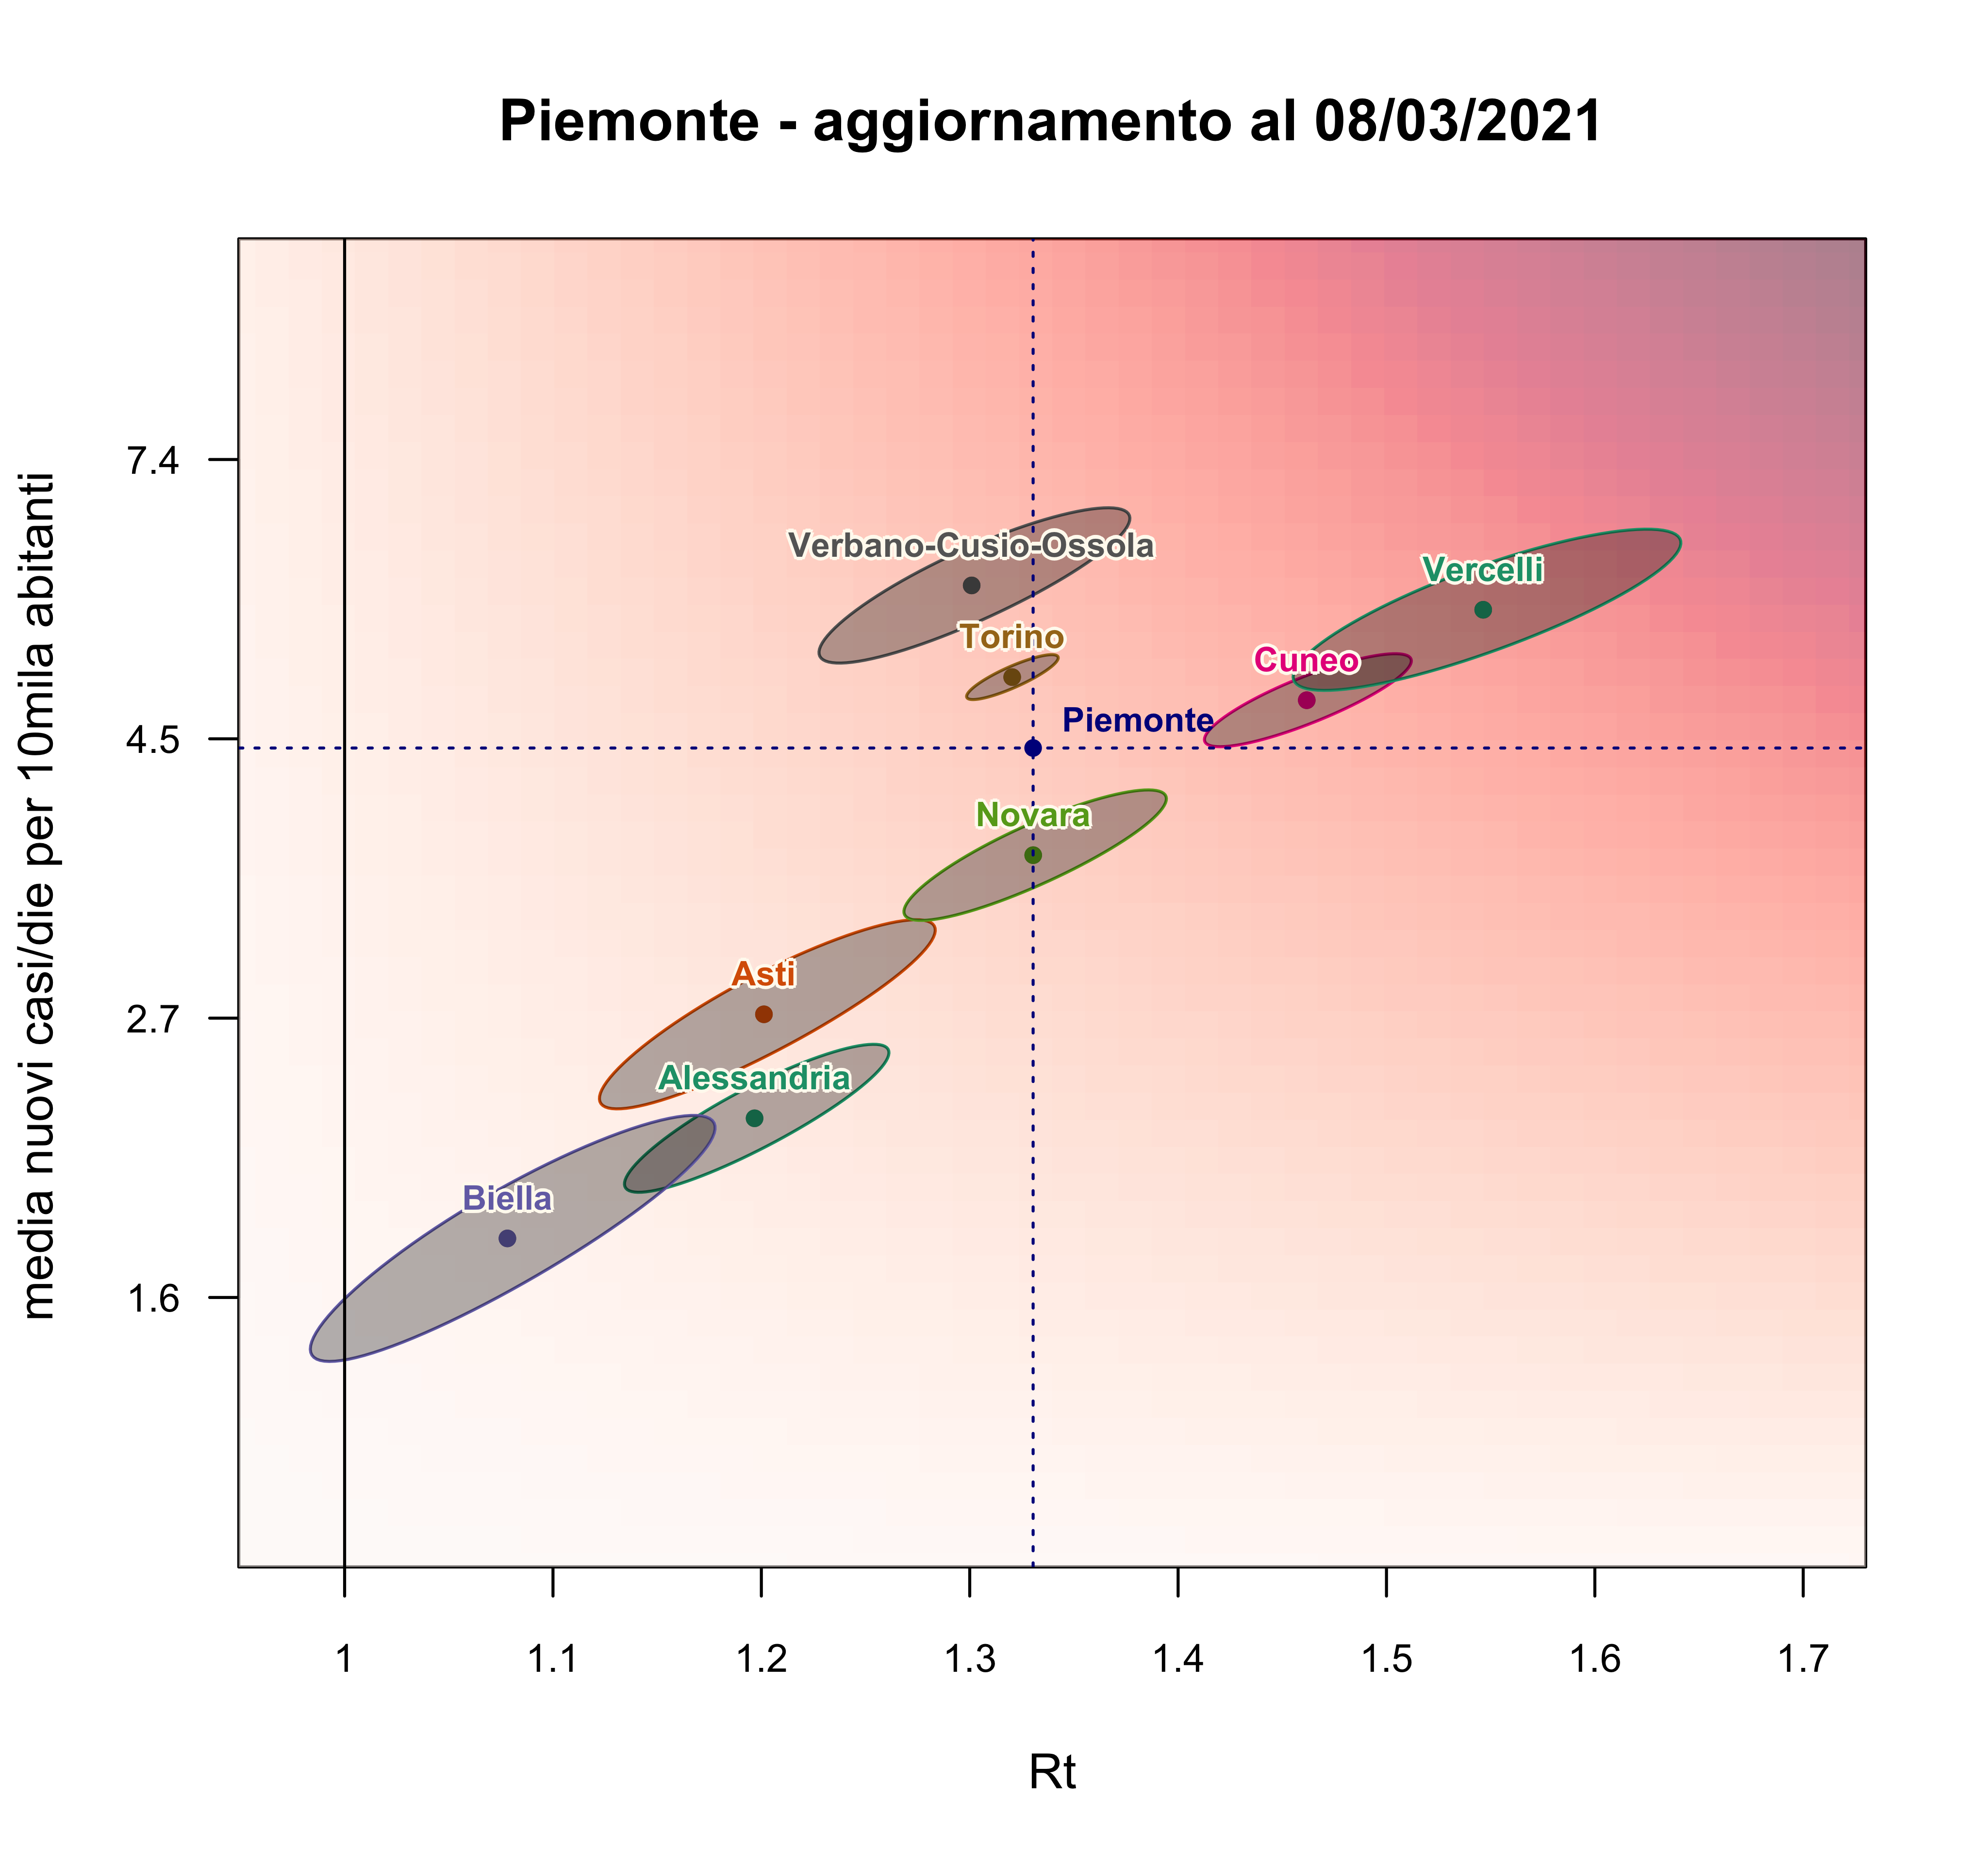 Piemonte - aggiornamento al 08/03/2021
media nuovi casi/die per 10mila abitanti
7.4
4.5
2.7
1.6
Verbano-Cusio-Ossola
Vercelli
Torino
Cuneo
Piemonte
Novara
Asti
Alessandria
Biella
1 1.1 1.2 1.3 1.4 1.5 1.6 1.7
Rt